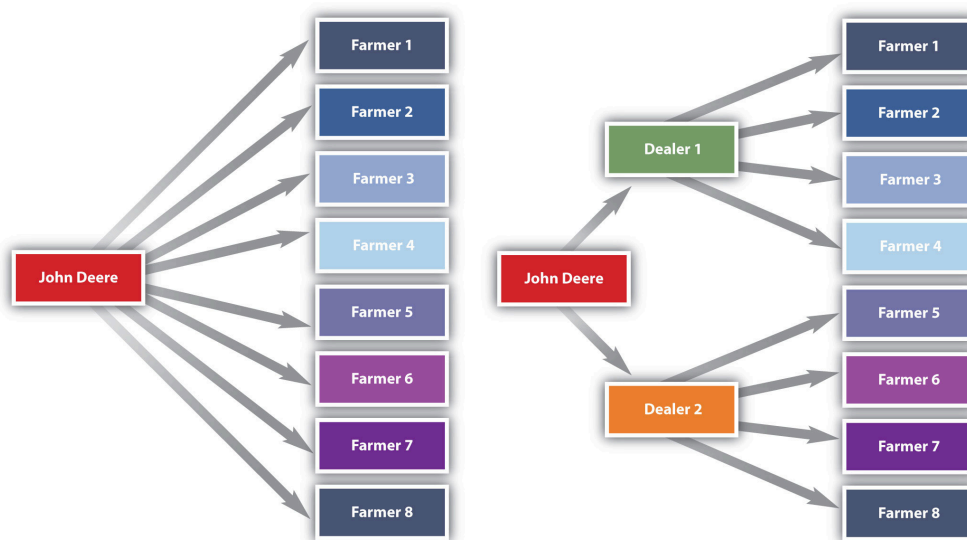 Farmer 1
Farmer 2
Farmer 3
Farmer 4
John Deere
Farmer 5
Farmer 6
Farmer 7
Farmer 8
Farmer 1
Farmer 2
Dealer 1
Farmer 3
Farmer 4
John Deere
Farmer 5
Farmer 6
Dealer 2
Farmer 7
Farmer 8